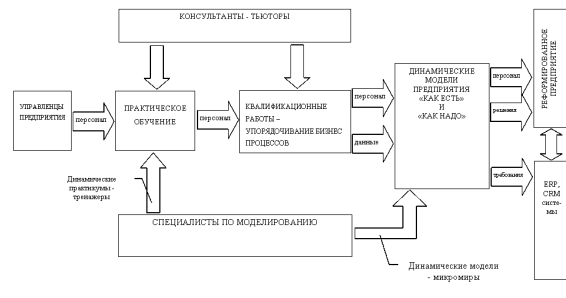 КОНСУЛЬТАНТЫ - ТЬЮТОРЫ
УПРАВЛЕНЦЫ
ПРЕДПРИЯТИЯ
персонал
ПРАКТИЧЕСКОЕ
ОБУЧЕНИЕ
персонал
КВАЛИФИКАЦИОННЫЕ
РАБОТЫ –
УПОРЯДОЧИВАНИЕ БИЗНЕС
ПРОЦЕССОВ
персонал
данные
ДИНАМИЧЕСКИЕ
МОДЕЛИ
ПРЕДПРИЯТИЯ
«КАК ЕСТЬ»
И
«КАК НАДО»
персонал
решения
требования
РЕФОРМИРОВАННОЕ
ПРЕДПРИЯТИЕ
ERP,
CRM
систе-
мы
Динамические
практикумы -
тренажеры
СПЕЦИАЛИСТЫ ПО МОДЕЛИРОВАНИЮ
Динамические модели
- микромиры